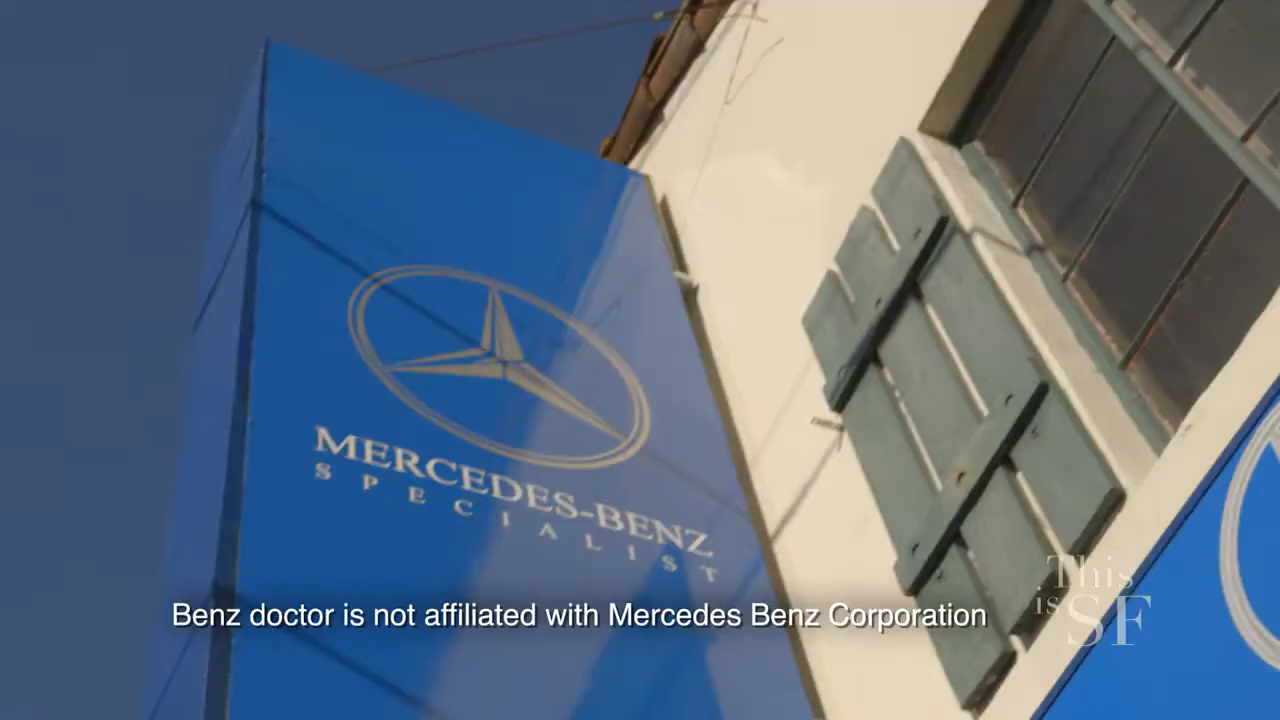 MERCEDES-BENZ
SPECIALIST
Benz doctor is not affiliated with Mercedes Benz Corporation
This
is SF